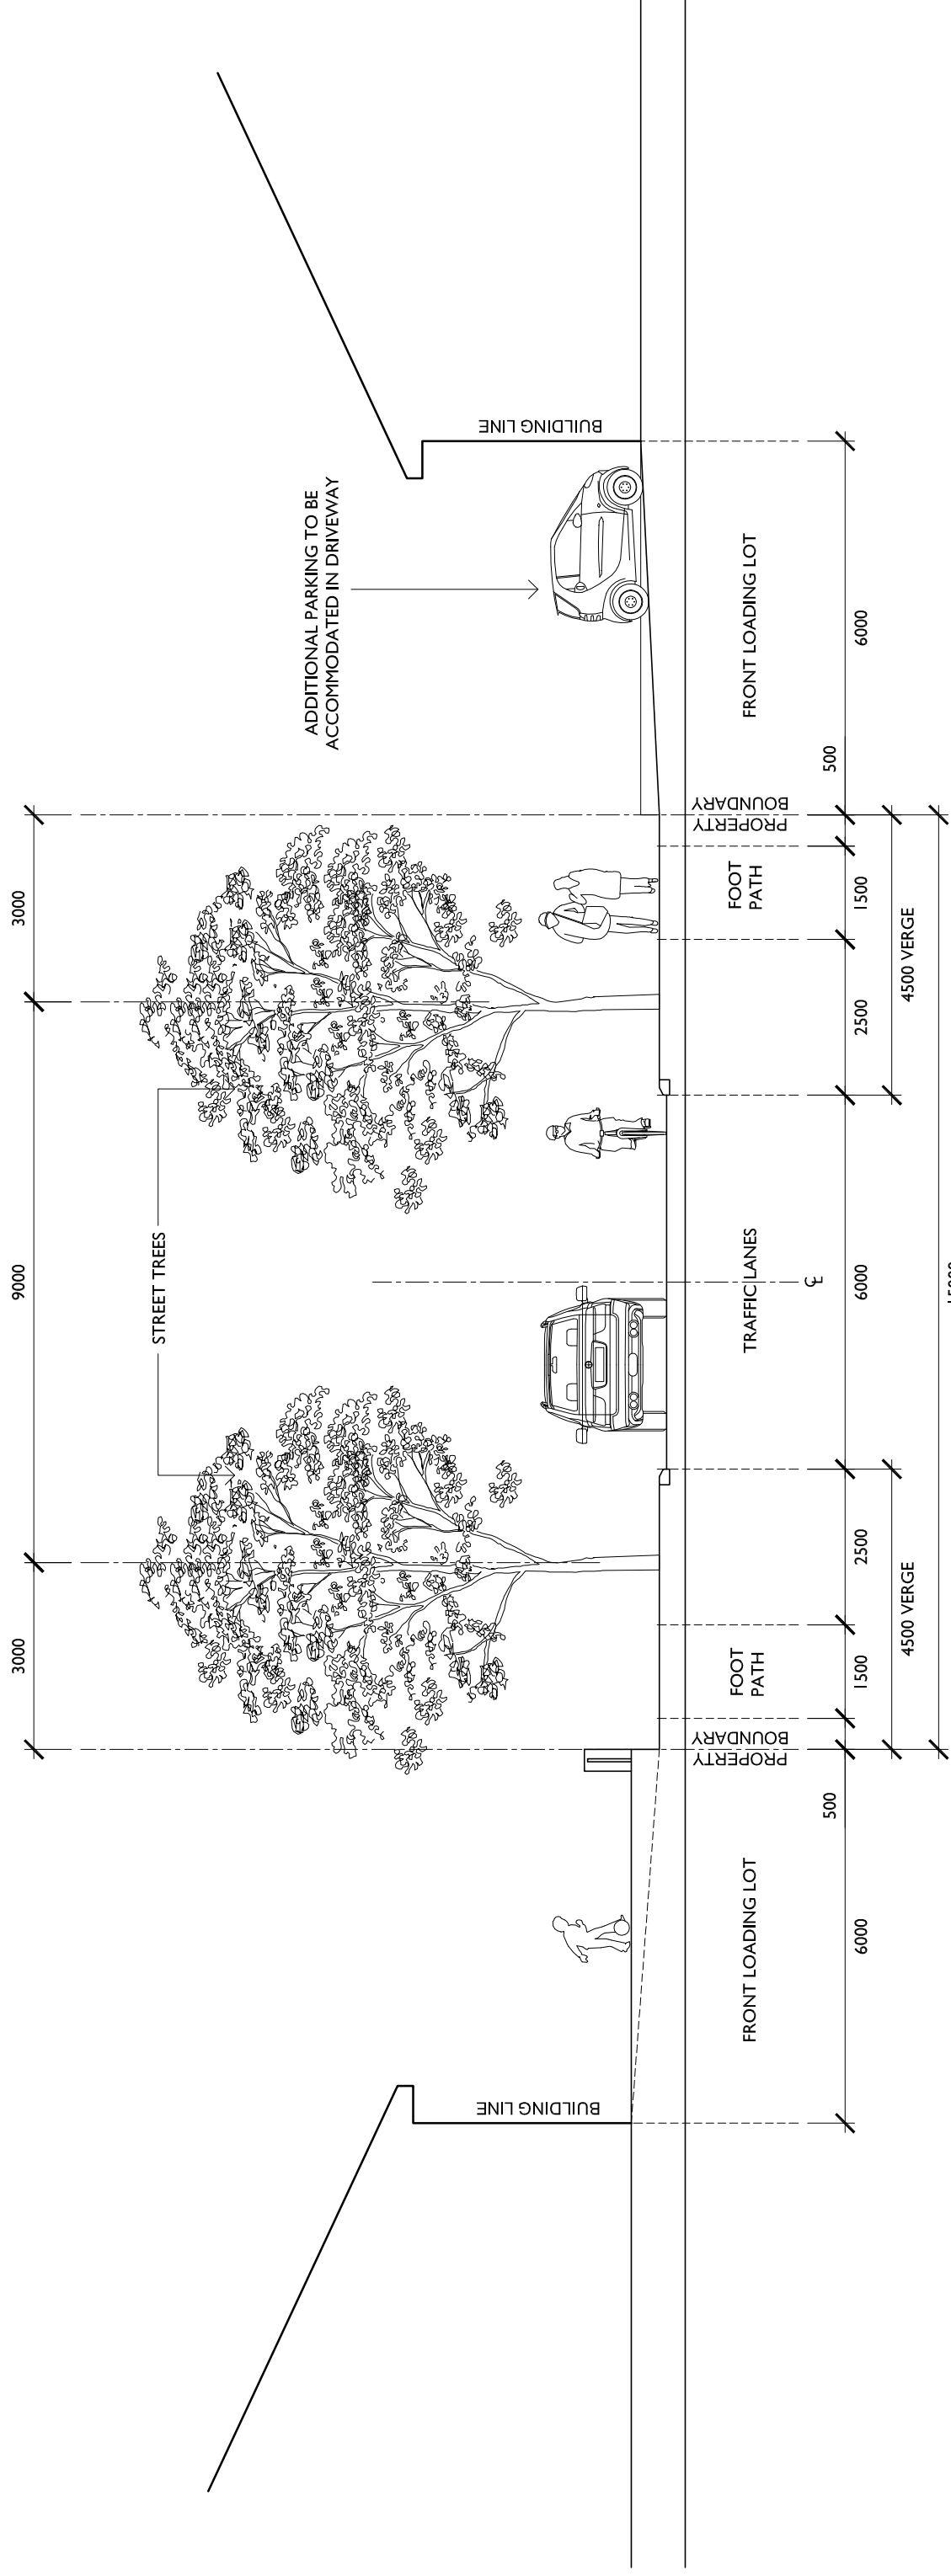 3000
9000
3000
STREET TREES
ADDITIONAL PARKING TO BE
ACCOMMODATED IN DRIVEWAY
BUILDING LINE
BUILDING LINE
FRONT LOADING LOT
PROPERTY
BOUNDARY
FOOT
PATH
TRAFFIC LANES
℄
FOOT
PATH
PROPERTY
BOUNDARY
FRONT LOADING LOT
500
500
6000
1500
2500
6000
2500
1500
6000
4500 VERGE
4500 VERGE